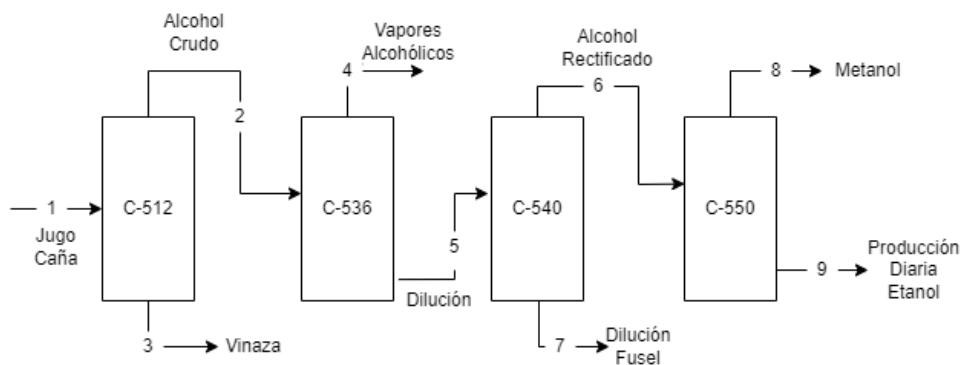 Alcohol
Crudo
Vapores
Alcohólicos
Alcohol
Rectificado
4
6
8
Metanol
2
C-512
C-536
C-540
C-550
1
Jugo
Caña
5
Dilución
9
Producción
Diaria
Etanol
3
Vinaza
7
Dilución
Fusel